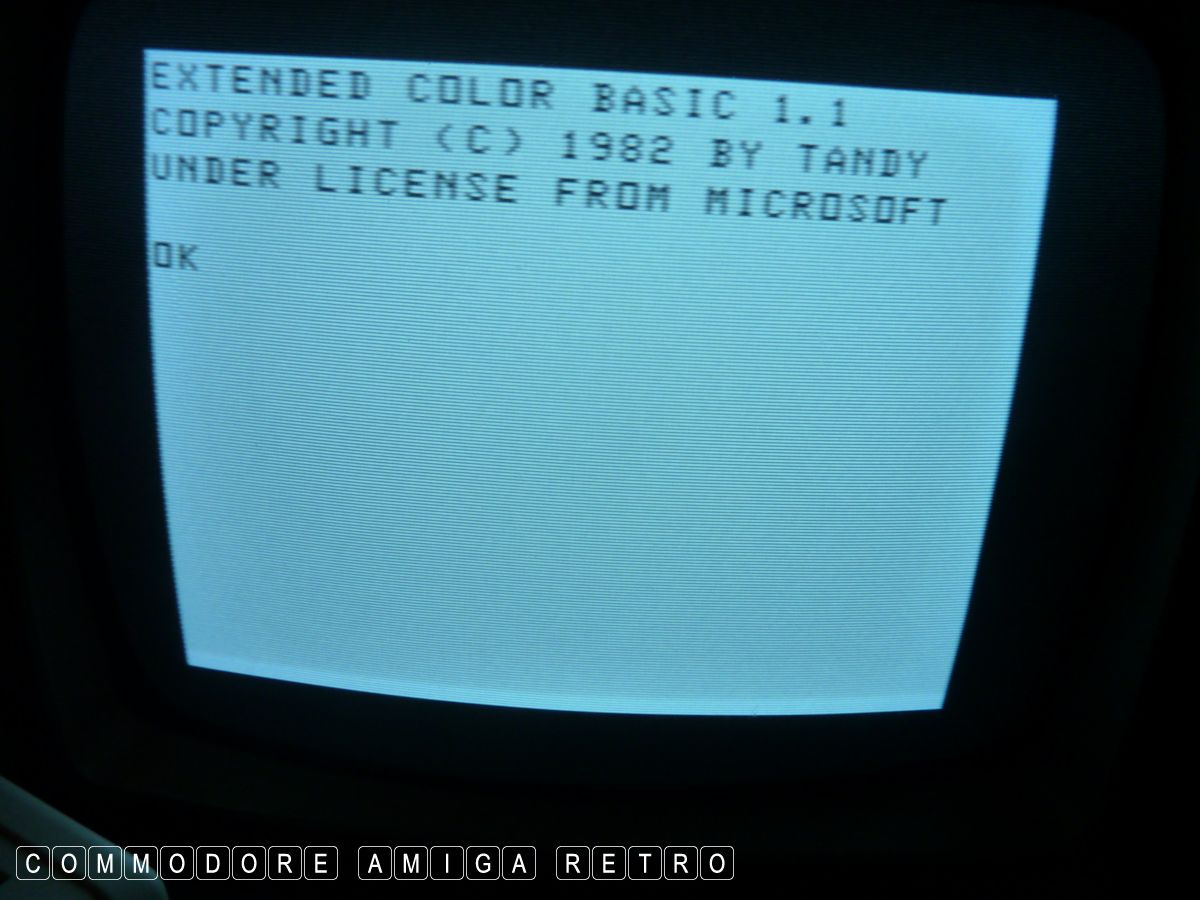 EXTENDED COLOR BASIC 1.1
COPYRIGHT (C) 1982 BY TANDY
UNDER LICENSE FROM MICROSOFT
OK
COMMODORE AMIGA RETRO